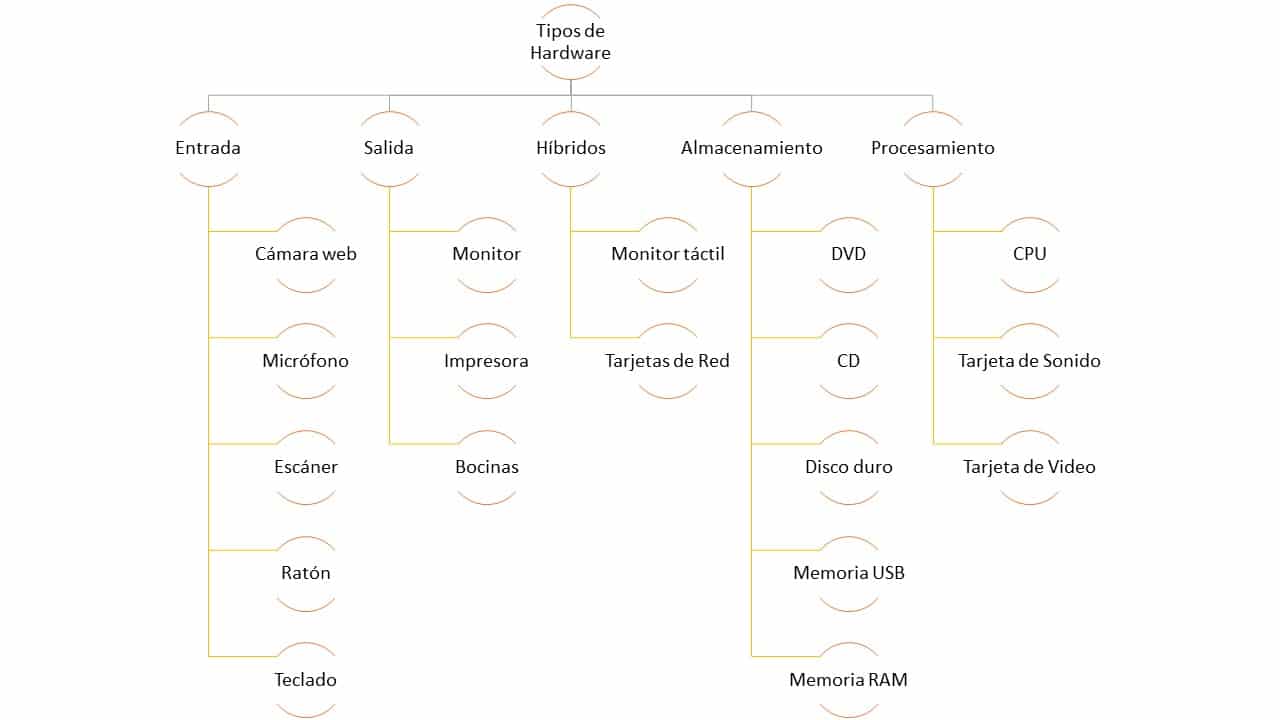 Tipos de
Hardware
Entrada
Salida
Híbridos
Almacenamiento
Procesamiento
Cámara web
Micrófono
Escáner
Ratón
Teclado
Monitor
Impresora
Bocinas
Monitor táctil
Tarjetas de Red
DVD
CD
Disco duro
Memoria USB
Memoria RAM
CPU
Tarjeta de Sonido
Tarjeta de Video